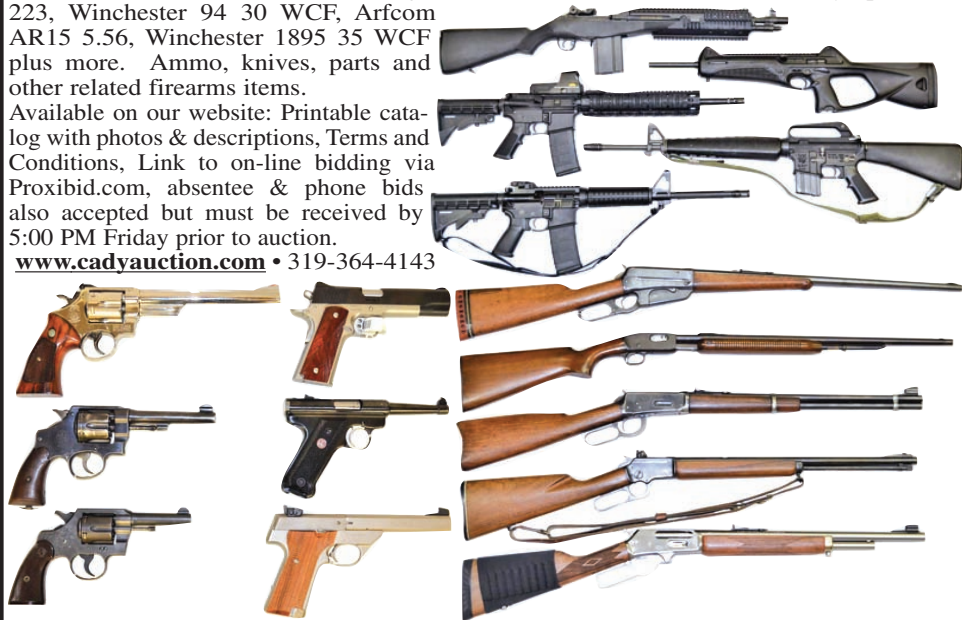 223, Winchester 94 30 WCF, Arfcom
AR15 5.56, Winchester 1895 35 WCF
plus more. Ammo, knives, parts and
other related firearms items.
Available on our website: Printable cata-
log with photos & descriptions, Terms and
Conditions, Link to on-line bidding via
Proxibid.com, absentee & phone bids
also accepted but must be received by
5:00 PM Friday prior to auction.
www.cadyauction.com • 319-364-4143